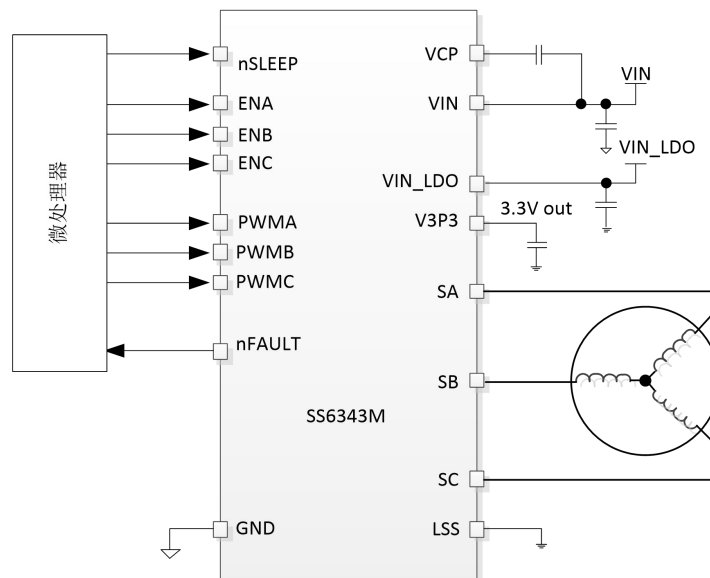 微处理器
nSLEEP
ENA
ENB
ENC
PWMA
PWMB
PWMC
nFAULT
GND
SS6343M
VCP
VIN
VIN_LDO
V3P3
SA
SB
SC
LSS
VIN
VIN_LDO
3.3V out